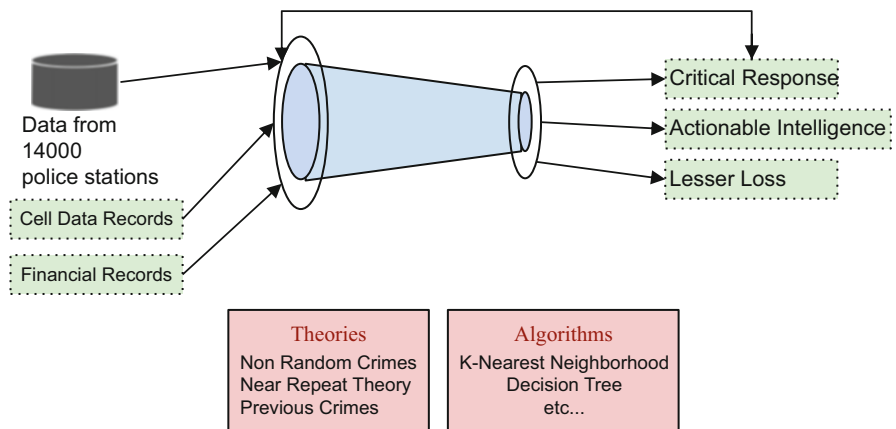 Data from
14000
police stations
Cell Data Records
Financial Records
Critical Response
Actionable Intelligence
Lesser Loss
Theories
Non Random Crimes
Near Repeat Theory
Previous Crimes
Algorithms
K-Nearest Neighborhood
Decision Tree
etc...